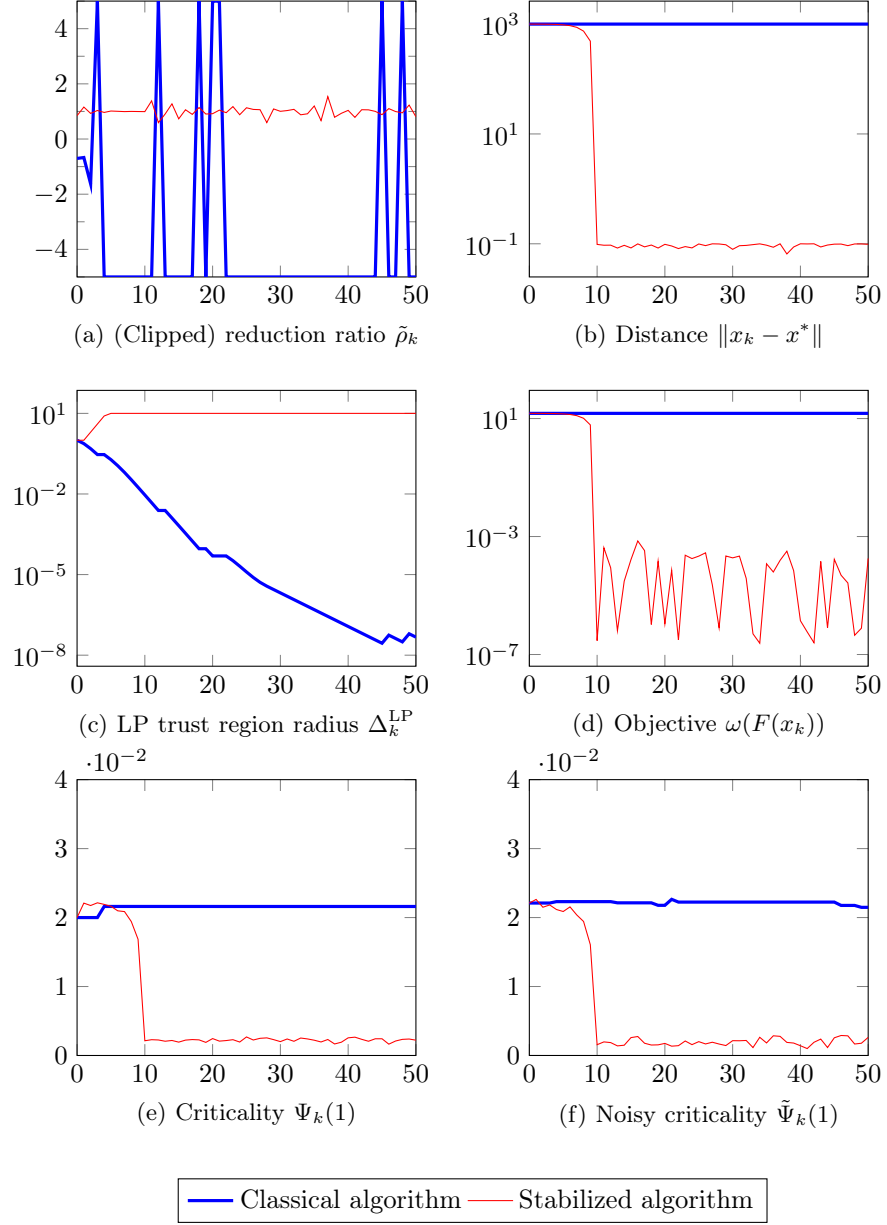 4
2
0
−2
−4
0 10 20 30 40 50
(a) (Clipped) reduction ratio ρ̃ₖ
10³
10¹
10⁻¹
0 10 20 30 40 50
(b) Distance ‖xₖ − x*‖
10¹
10⁻²
10⁻⁵
10⁻⁸
0 10 20 30 40 50
(c) LP trust region radius Δₖᴸᴾ
10¹
10⁻³
10⁻⁷
0 10 20 30 40 50
(d) Objective ω(F(xₖ))
·10⁻²
4
3
2
1
0
0 10 20 30 40 50
(e) Criticality Ψₖ(1)
·10⁻²
4
3
2
1
0
0 10 20 30 40 50
(f) Noisy criticality Ψ̃ₖ(1)
Classical algorithm Stabilized algorithm